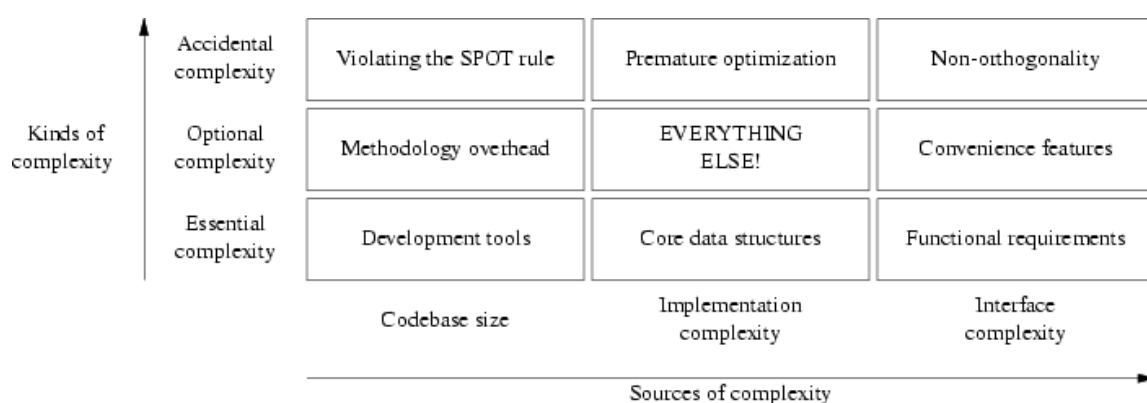 Accidental
complexity
Violating the SPOT rule
Premature optimization
Non-orthogonality
Kinds of
complexity
Optional
complexity
Methodology overhead
EVERYTHING
ELSE!
Convenience features
Essential
complexity
Development tools
Core data structures
Functional requirements
Codebase size
Implementation
complexity
Interface
complexity
Sources of complexity